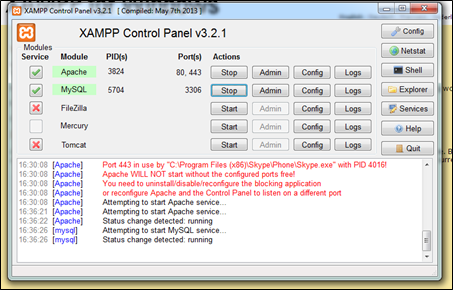 XAMPP Control Panel v3.2.1 [ Compiled: May 7th 2013 ]
XAMPP Control Panel v3.2.1
Config
Modules
Service Module PID(s) Port(s) Actions
Netstat
Apache 3824 80, 443 Stop Admin Config Logs
Shell
MySQL 5704 3306 Stop Admin Config Logs
Explorer
FileZilla Start Admin Config Logs
Services
Mercury Start Admin Config Logs
Help
Tomcat Start Admin Config Logs
Quit
16:30:08 [Apache] Port 443 in use by "C:\Program Files (x86)\Skype\Phone\Skype.exe" with PID 4016!
16:30:08 [Apache] Apache WILL NOT start without the configured ports free!
16:30:08 [Apache] You need to uninstall/disable/reconfigure the blocking application
16:30:08 [Apache] or reconfigure Apache and the Control Panel to listen on a different port
16:30:08 [Apache] Attempting to start Apache service...
16:36:21 [Apache] Attempting to start Apache service...
16:36:22 [Apache] Status change detected: running
16:36:26 [mysql] Attempting to start MySQL service...
16:36:26 [mysql] Status change detected: running